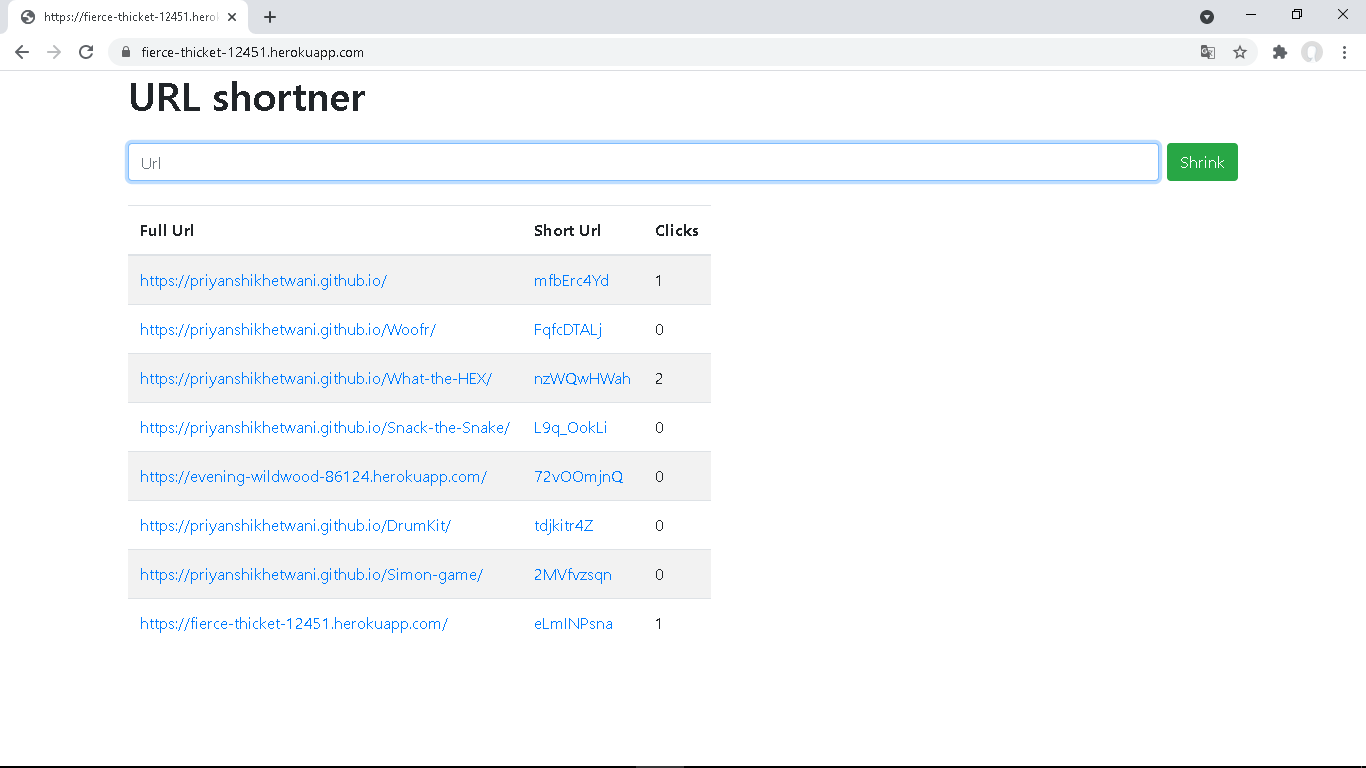 https://fierce-thicket-12451.herok
fierce-thicket-12451.herokuapp.com
URL shortner
Url Shrink
Full Url Short Url Clicks
https://priyanshikhetwani.github.io/ mfbErc4Yd 1
https://priyanshikhetwani.github.io/Woofr/ FqfcDTALj 0
https://priyanshikhetwani.github.io/What-the-HEX/ nzWQwHWah 2
https://priyanshikhetwani.github.io/Snack-the-Snake/ L9q_OokLi 0
https://evening-wildwood-86124.herokuapp.com/ 72vOOmjnQ 0
https://priyanshikhetwani.github.io/DrumKit/ tdjkitr4Z 0
https://priyanshikhetwani.github.io/Simon-game/ 2MVfvzsqn 0
https://fierce-thicket-12451.herokuapp.com/ eLmINPsna 1